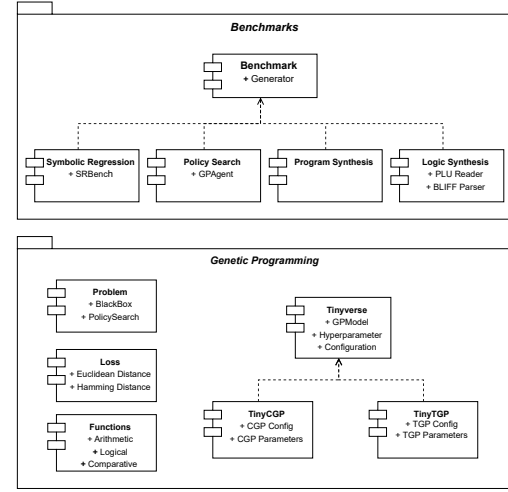 Benchmarks
Benchmark
+ Generator
Symbolic Regression
+ SRBench
Policy Search
+ GPAgent
Program Synthesis
Logic Synthesis
+ PLU Reader
+ BLIFF Parser
Genetic Programming
Problem
+ BlackBox
+ PolicySearch
Tinyverse
+ GPModel
+ Hyperparameter
+ Configuration
Loss
+ Euclidean Distance
+ Hamming Distance
Functions
+ Arithmetic
+ Logical
+ Comparative
TinyCGP
+ CGP Config
+ CGP Parameters
TinyTGP
+ TGP Config
+ TGP Parameters